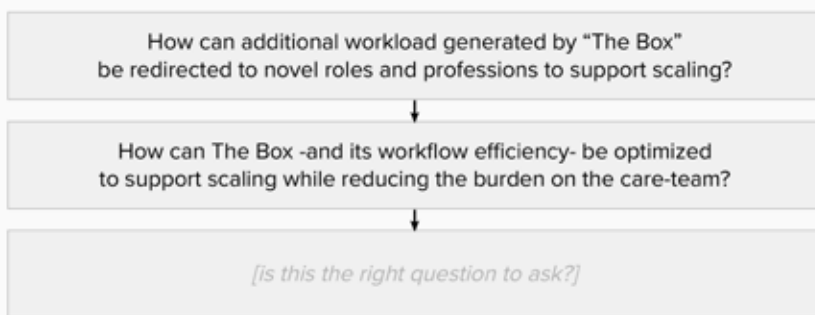 How can additional workload generated by “The Box”
be redirected to novel roles and professions to support scaling?
How can The Box -and its workflow efficiency- be optimized
to support scaling while reducing the burden on the care-team?
[is this the right question to ask?]